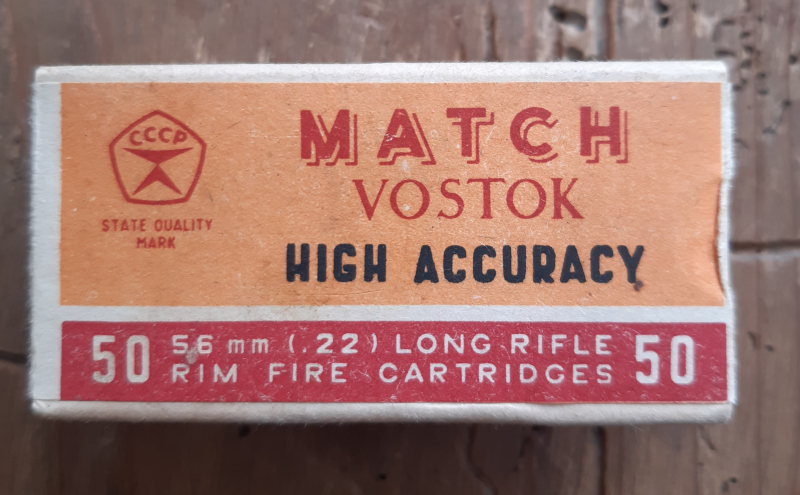 CCCP
STATE QUALITY
MARK
MATCH
VOSTOK
HIGH ACCURACY
50 5.6 mm (.22) LONG RIFLE 50
RIM FIRE CARTRIDGES